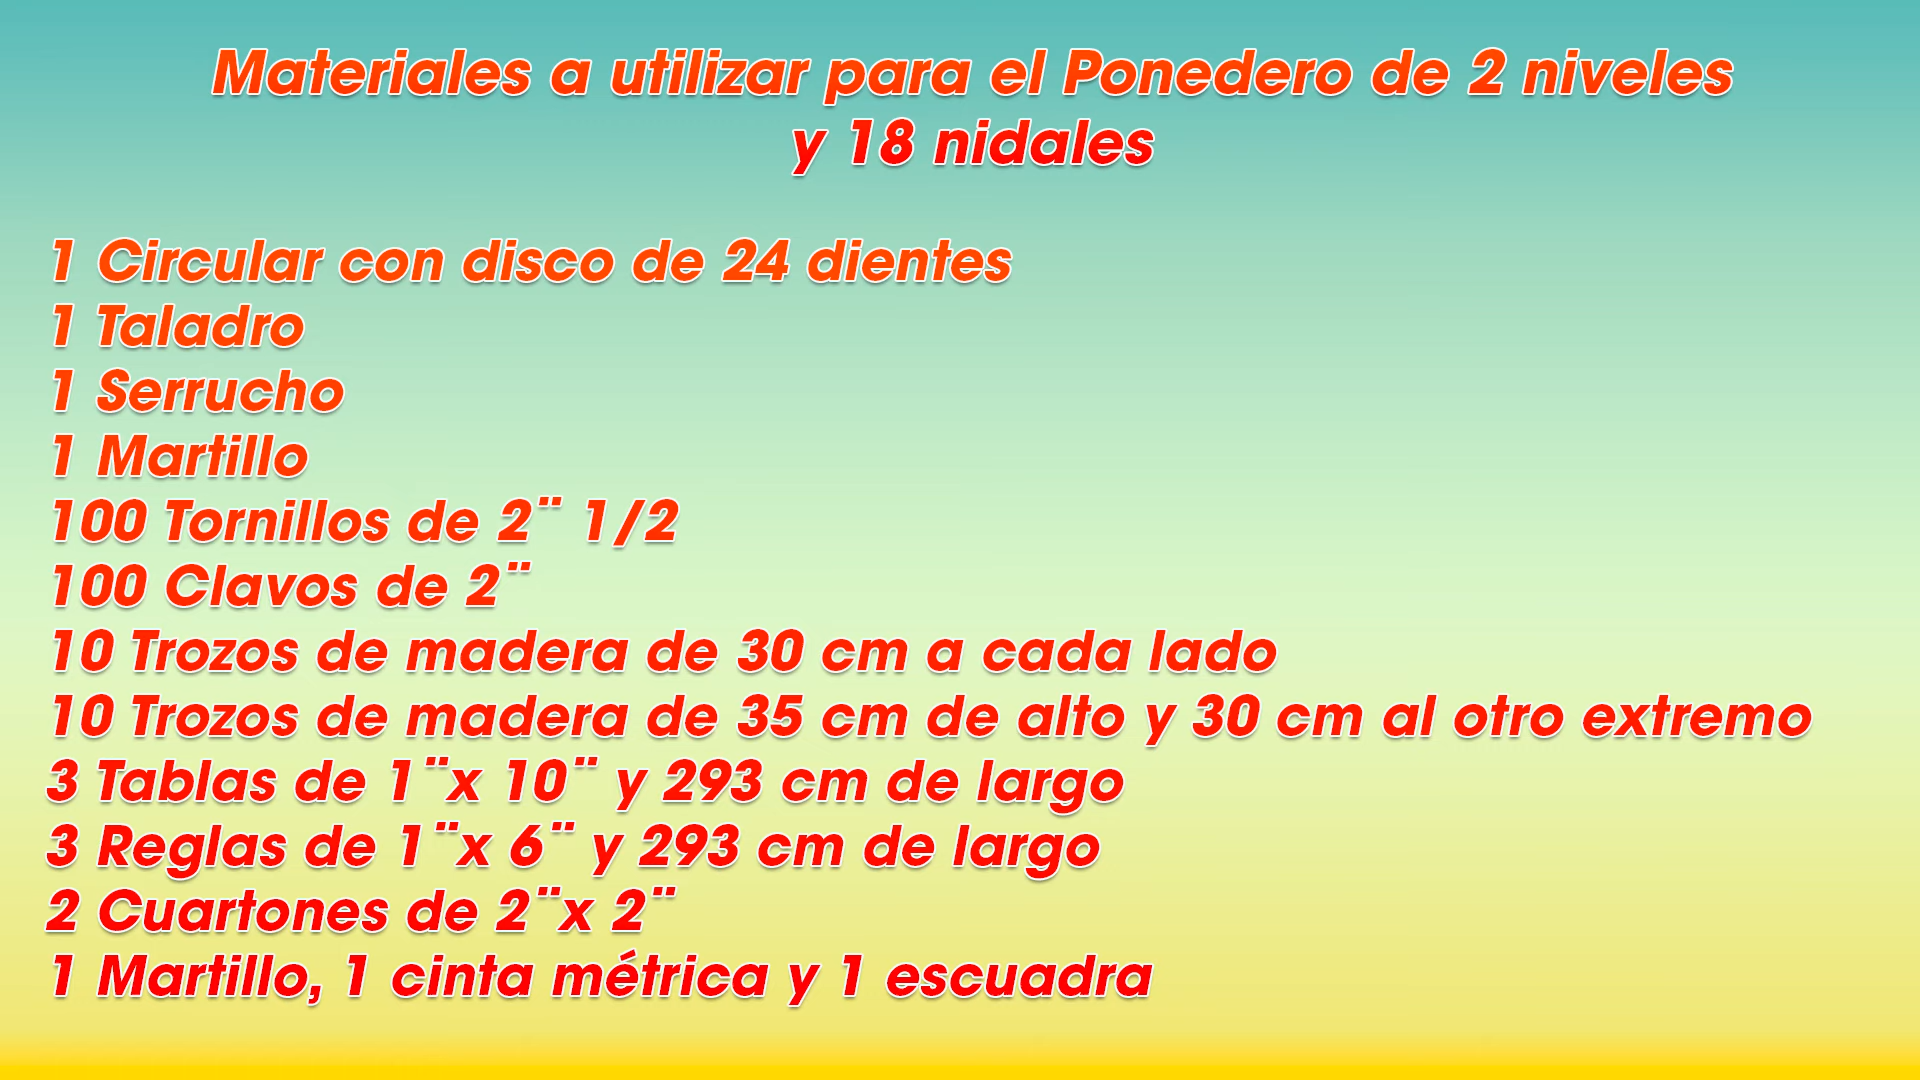 Materiales a utilizar para el Ponedero de 2 niveles
y 18 nidales
1 Circular con disco de 24 dientes
1 Taladro
1 Serrucho
1 Martillo
100 Tornillos de 2¨ 1/2
100 Clavos de 2¨
10 Trozos de madera de 30 cm a cada lado
10 Trozos de madera de 35 cm de alto y 30 cm al otro extremo
3 Tablas de 1¨x 10¨ y 293 cm de largo
3 Reglas de 1¨x 6¨ y 293 cm de largo
2 Cuartones de 2¨x 2¨
1 Martillo, 1 cinta métrica y 1 escuadra